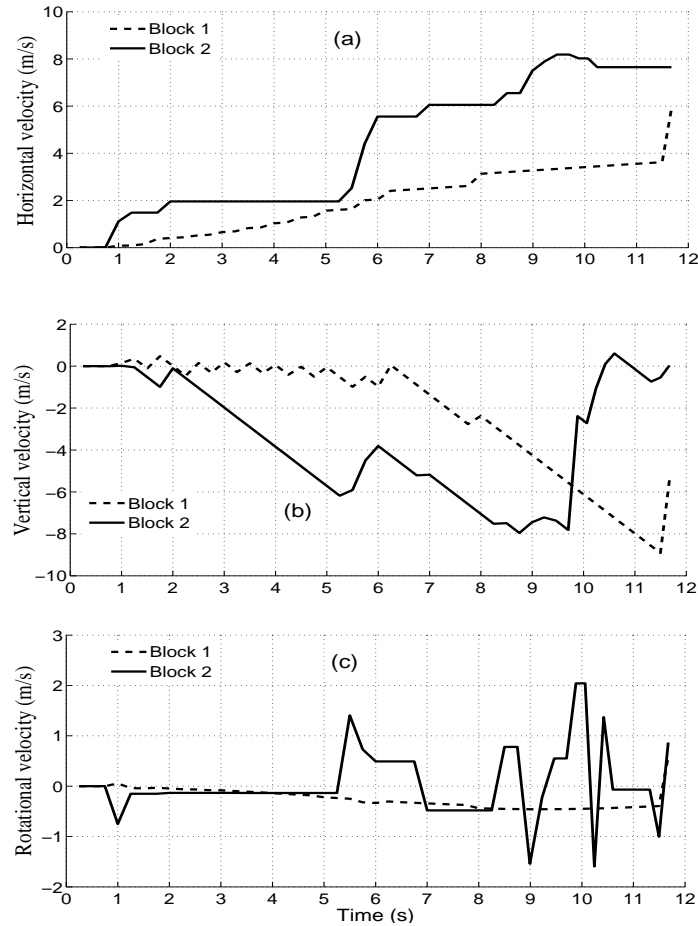 10
8
6
4
2
0
Horizontal velocity (m/s)
Block 1
Block 2
(a)
0 1 2 3 4 5 6 7 8 9 10 11 12
2
0
−2
−4
−6
−8
−10
Vertical velocity (m/s)
Block 1
Block 2
(b)
0 1 2 3 4 5 6 7 8 9 10 11 12
3
2
1
0
−1
−2
Rotational velocity (m/s)
Block 1
Block 2
(c)
0 1 2 3 4 5 6 7 8 9 10 11 12
Time (s)